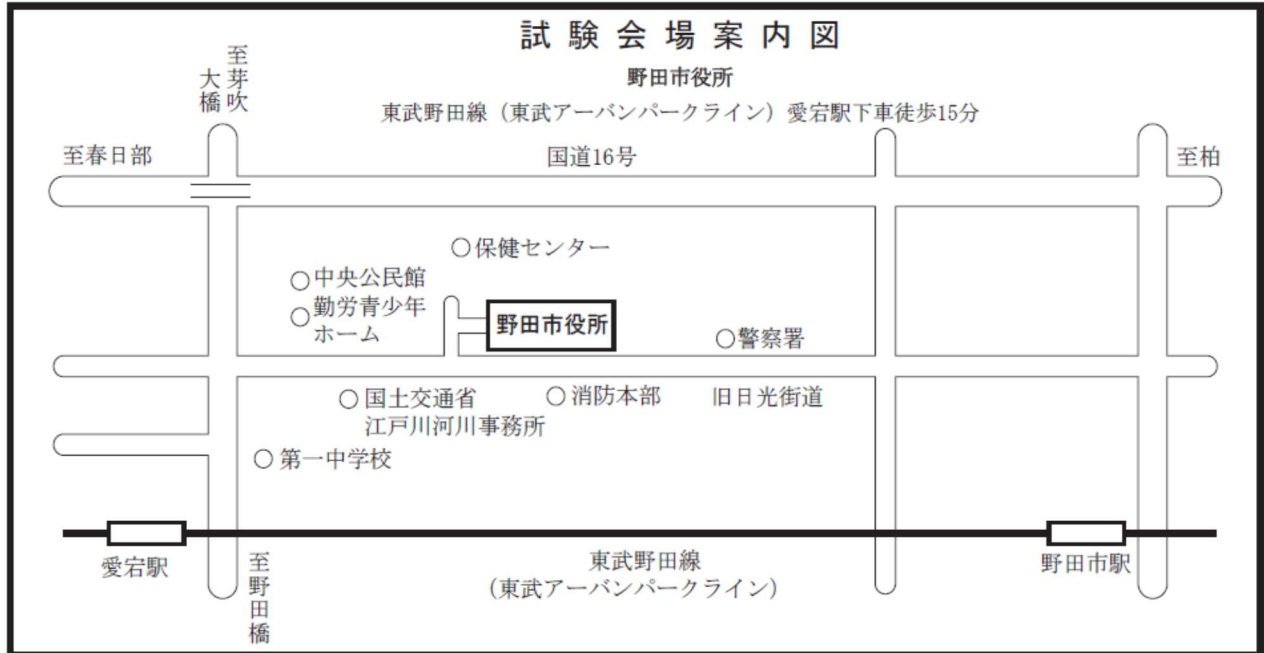 試験会場案内図
野田市役所
東武野田線（東武アーバンパークライン）愛宕駅下車徒歩15分
至芽吹
大橋
至春日部
国道16号
至柏
○保健センター
○中央公民館
○勤労青少年
ホーム
野田市役所
○警察署
○国土交通省
江戸川河川事務所
○消防本部
旧日光街道
○第一中学校
愛宕駅
至野田橋
東武野田線
（東武アーバンパークライン）
野田市駅